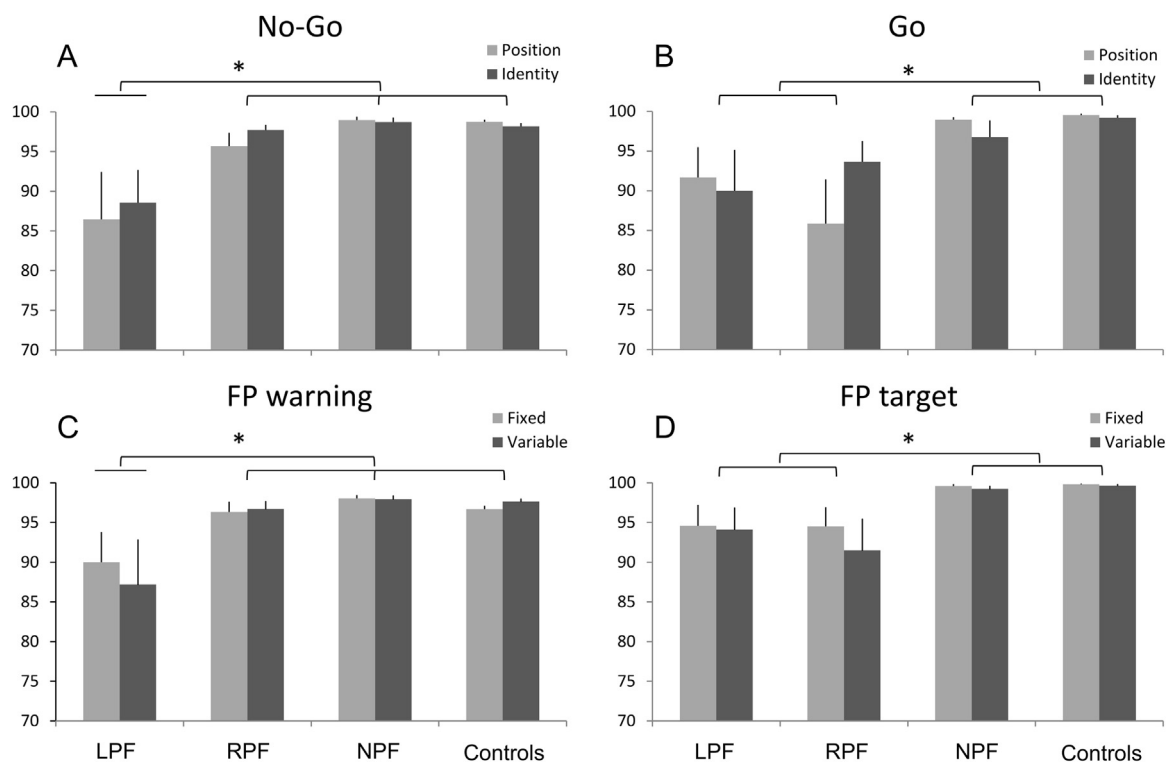 No-Go
A
Position
Identity
*
100
95
90
85
80
75
70
Go
B
Position
Identity
*
100
95
90
85
80
75
70
FP warning
C
Fixed
Variable
*
100
95
90
85
80
75
70
LPF RPF NPF Controls
FP target
D
Fixed
Variable
*
100
95
90
85
80
75
70
LPF RPF NPF Controls